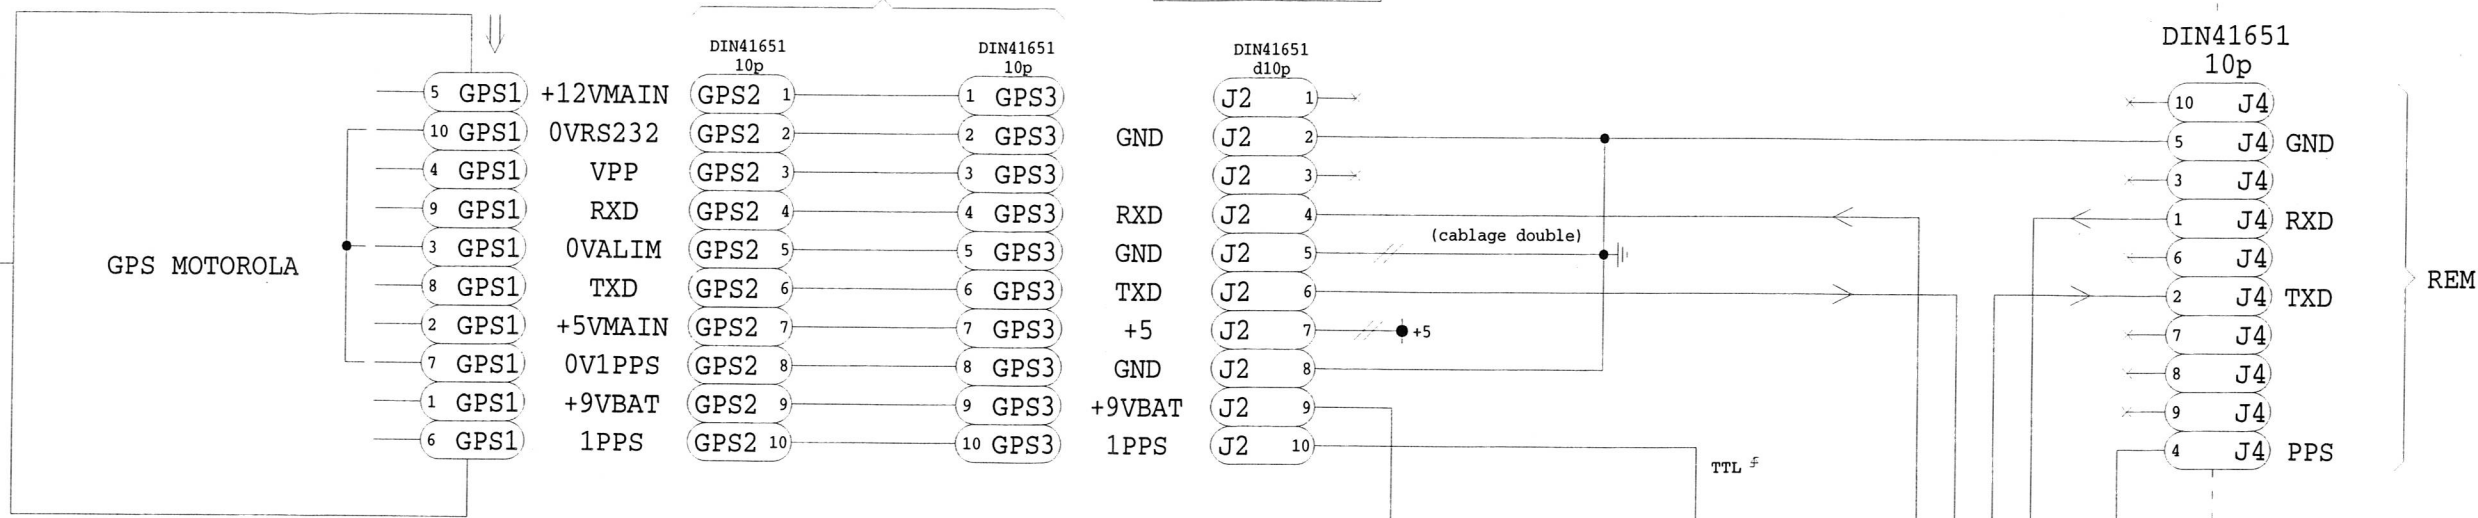 DIN41651 DIN41651 DIN41651 DIN41651
10p 10p d10p 10p
5 GPS1 +12VMAIN GPS2 1 1 GPS3 J2 1 10 J4
10 GPS1 0VRS232 GPS2 2 2 GPS3 GND J2 2 5 J4 GND
4 GPS1 VPP GPS2 3 3 GPS3 J2 3 3 J4
9 GPS1 RXD GPS2 4 4 GPS3 RXD J2 4 1 J4 RXD
(cablage double)
3 GPS1 0VALIM GPS2 5 5 GPS3 GND J2 5 6 J4
GPS MOTOROLA
REM
8 GPS1 TXD GPS2 6 6 GPS3 TXD J2 6 2 J4 TXD
2 GPS1 +5VMAIN GPS2 7 7 GPS3 +5 J2 7 +5 7 J4
7 GPS1 0V1PPS GPS2 8 8 GPS3 GND J2 8 8 J4
1 GPS1 +9VBAT GPS2 9 9 GPS3 +9VBAT J2 9 9 J4
6 GPS1 1PPS GPS2 10 10 GPS3 1PPS J2 10 4 J4 PPS
TTL